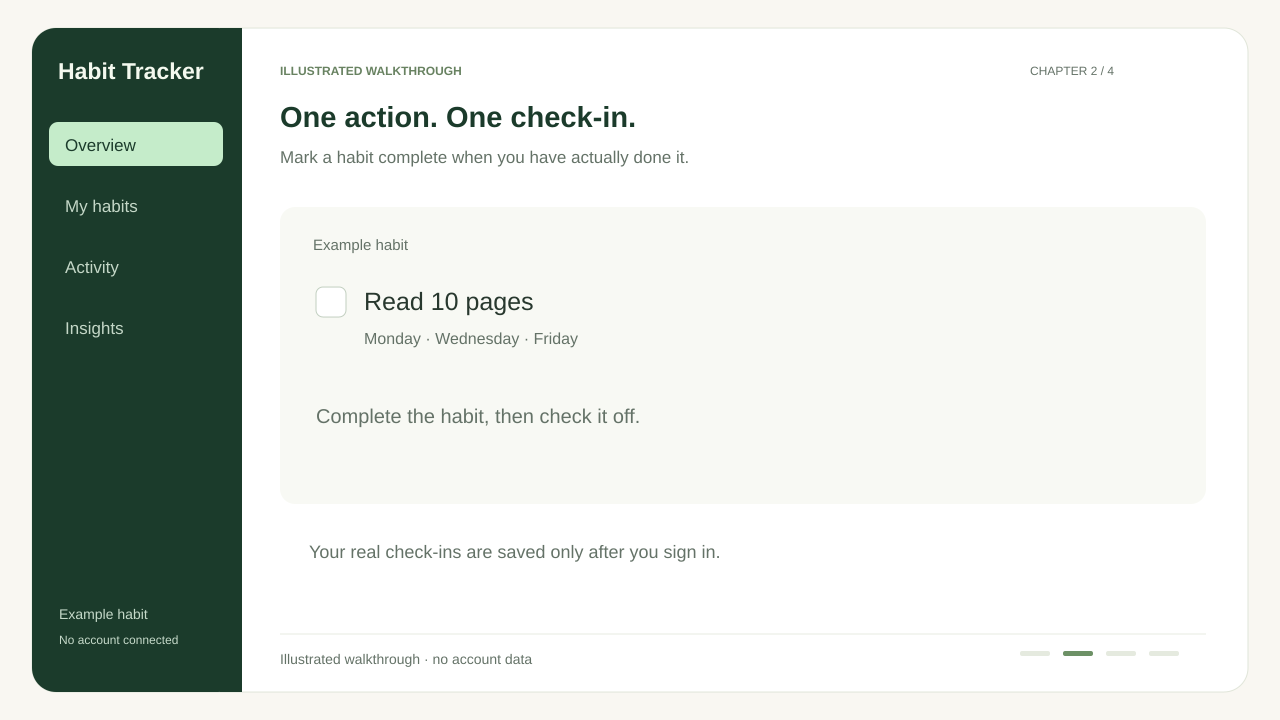 Habit Tracker
Overview
My habits
Activity
Insights
Example habit
No account connected
ILLUSTRATED WALKTHROUGH
CHAPTER 2 / 4
One action. One check-in.
Mark a habit complete when you have actually done it.
Example habit
Read 10 pages
Monday · Wednesday · Friday
Complete the habit, then check it off.
Your real check-ins are saved only after you sign in.
Illustrated walkthrough · no account data